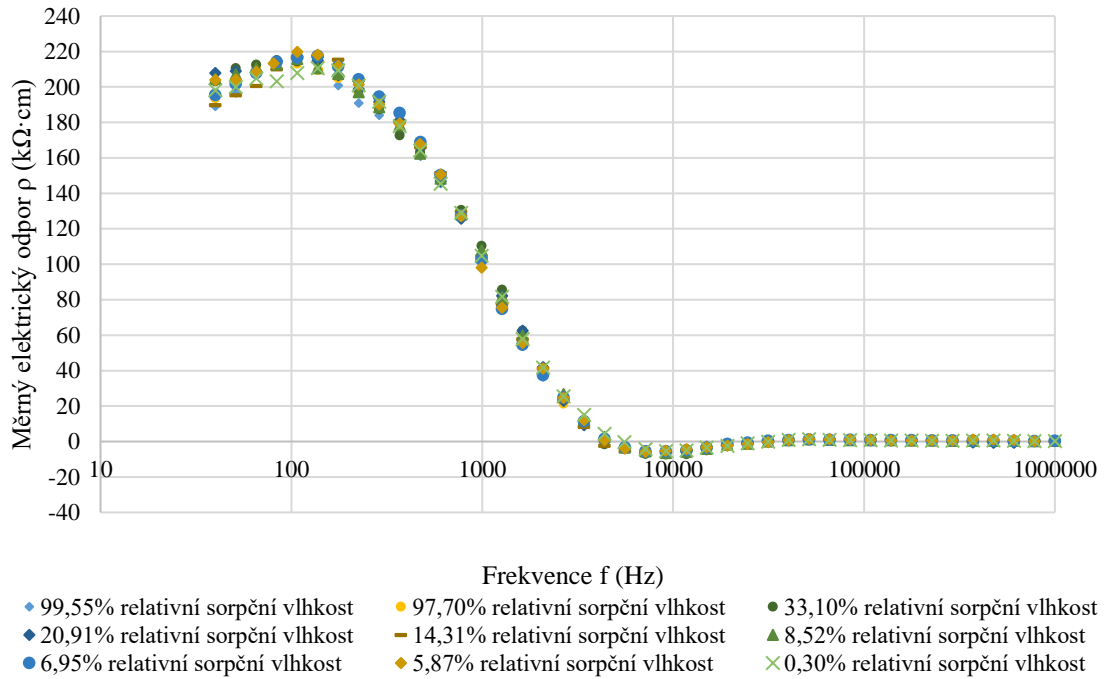 240
220
200
180
160
140
120
100
80
60
40
20
0
-20
-40
10 100 1000 10000 100000 1000000
Měrný elektrický odpor ρ (kΩ·cm)
Frekvence f (Hz)
99,55% relativní sorpční vlhkost 97,70% relativní sorpční vlhkost 33,10% relativní sorpční vlhkost
20,91% relativní sorpční vlhkost 14,31% relativní sorpční vlhkost 8,52% relativní sorpční vlhkost
6,95% relativní sorpční vlhkost 5,87% relativní sorpční vlhkost 0,30% relativní sorpční vlhkost